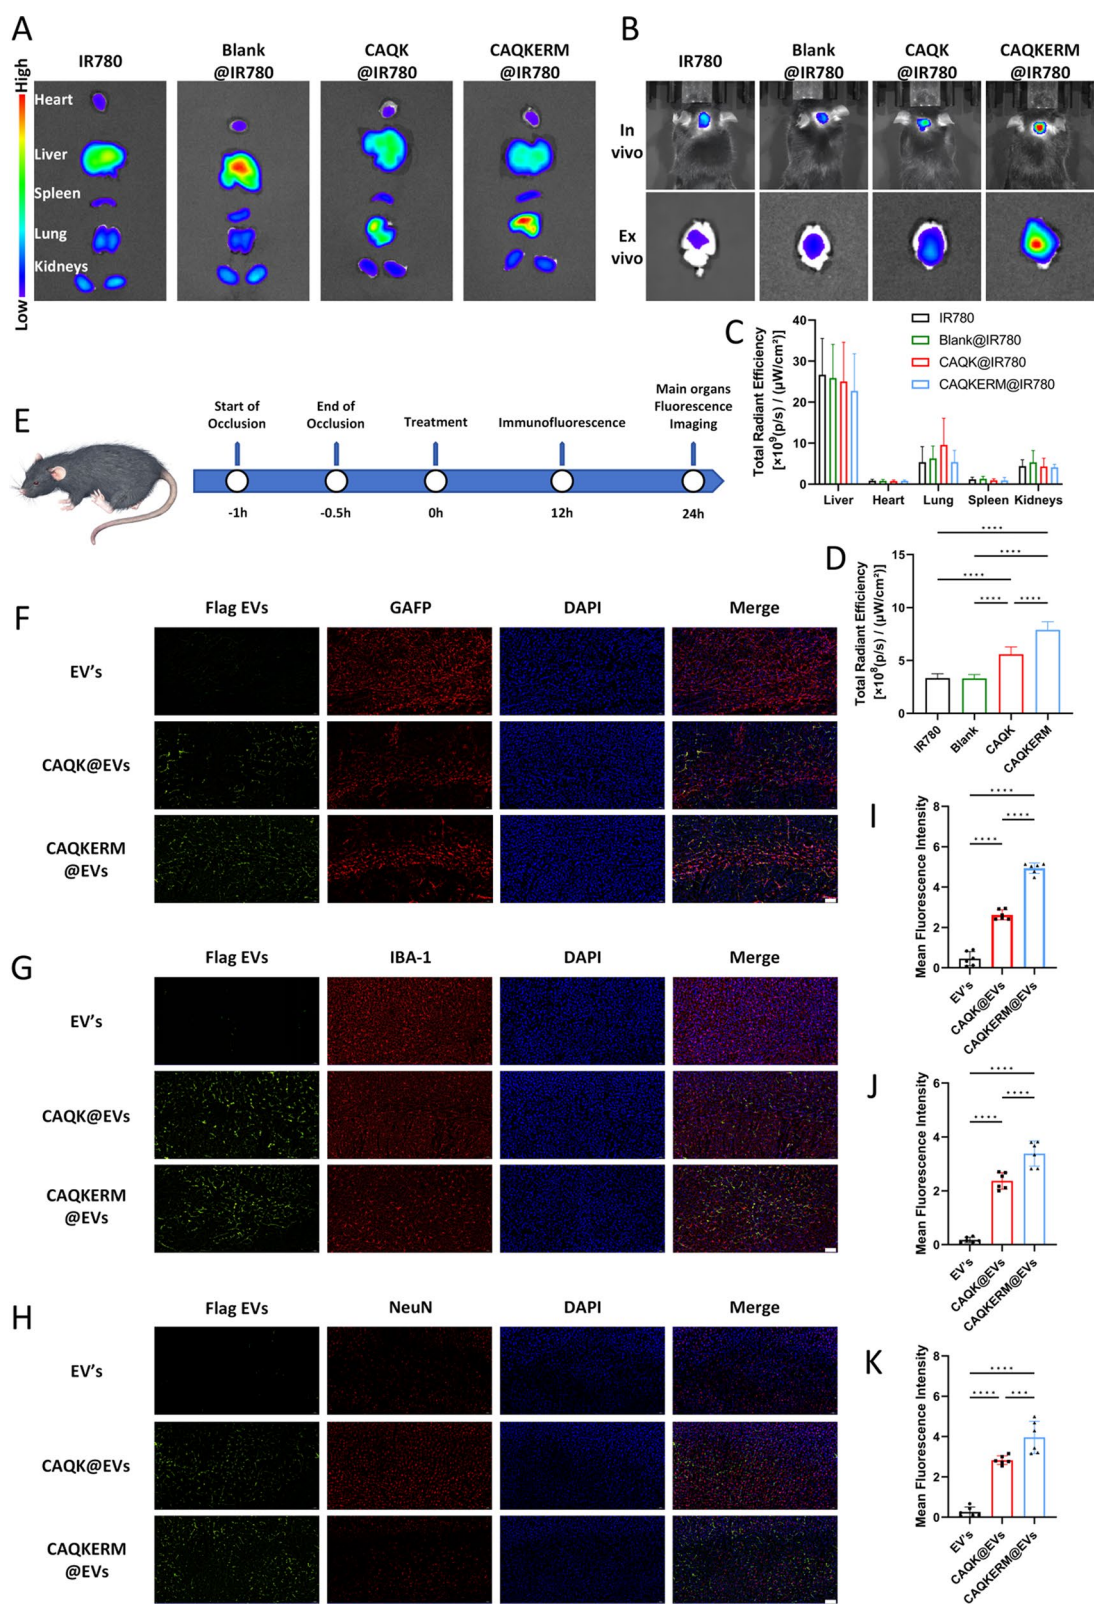 A
IR780
Blank
@IR780
CAQK
@IR780
CAQKERM
@IR780
High
Low
Heart
Liver
Spleen
Lung
Kidneys
B
IR780
Blank
@IR780
CAQK
@IR780
CAQKERM
@IR780
In
vivo
Ex
vivo
C
Total Radiant Efficiency
[×10⁹(p/s) / (μW/cm²)]
40
30
20
10
0
Liver Heart Lung Spleen Kidneys
IR780
Blank@IR780
CAQK@IR780
CAQKERM@IR780
E
Start of
Occlusion
End of
Occlusion
Treatment
Immunofluorescence
Main organs
Fluorescence
Imaging
-1h -0.5h 0h 12h 24h
D
Total Radiant Efficiency
[×10⁸(p/s) / (μW/cm²)]
15
10
5
0
****
****
****
**** ****
IR780 Blank CAQK CAQKERM
F
Flag EVs GAFP DAPI Merge
EV's
CAQK@EVs
CAQKERM
@EVs
I
Mean Fluorescence Intensity
8
6
4
2
0
****
****
****
EV's CAQK@EVs CAQKERM@EVs
G
Flag EVs IBA-1 DAPI Merge
EV's
CAQK@EVs
CAQKERM
@EVs
J
Mean Fluorescence Intensity
6
4
2
0
****
****
****
EV's CAQK@EVs CAQKERM@EVs
H
Flag EVs NeuN DAPI Merge
EV's
CAQK@EVs
CAQKERM
@EVs
K
Mean Fluorescence Intensity
8
6
4
2
0
****
**** ***
EV's CAQK@EVs CAQKERM@EVs